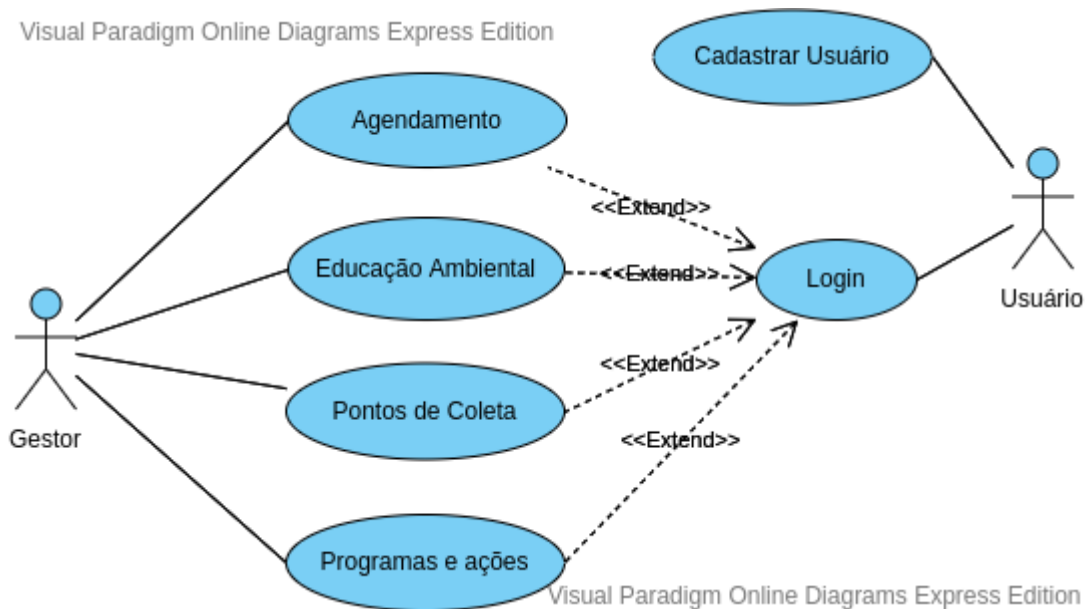 Visual Paradigm Online Diagrams Express Edition
Cadastrar Usuário
Agendamento
<<Extend>>
Educação Ambiental
<<Extend>>
Login
Usuário
Pontos de Coleta
<<Extend>>
Gestor
<<Extend>>
Programas e ações
Visual Paradigm Online Diagrams Express Edition